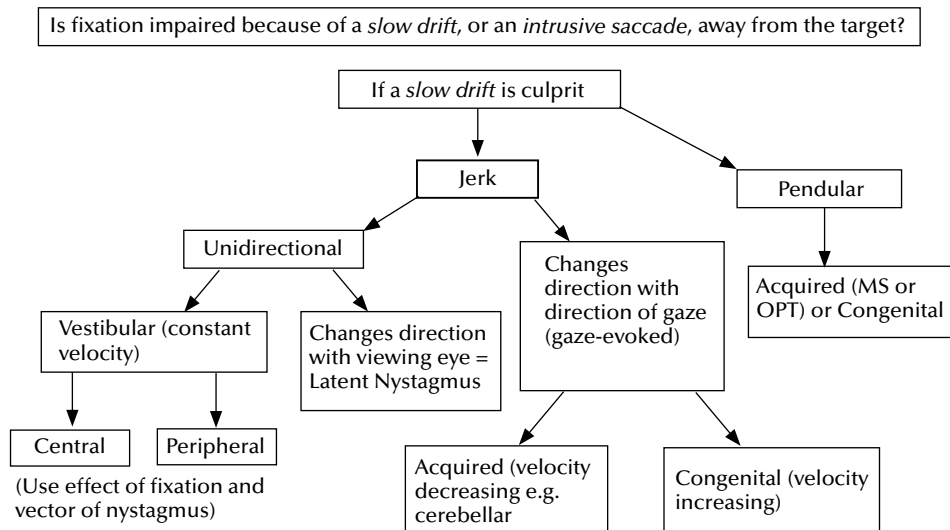 Is fixation impaired because of a slow drift, or an intrusive saccade, away from the target?
If a slow drift is culprit
Jerk
Pendular
Unidirectional
Changes
direction with
direction of gaze
(gaze-evoked)
Acquired (MS or
OPT) or Congenital
Vestibular (constant
velocity)
Changes direction
with viewing eye =
Latent Nystagmus
Central
Peripheral
(Use effect of fixation and
vector of nystagmus)
Acquired (velocity
decreasing e.g.
cerebellar
Congenital (velocity
increasing)